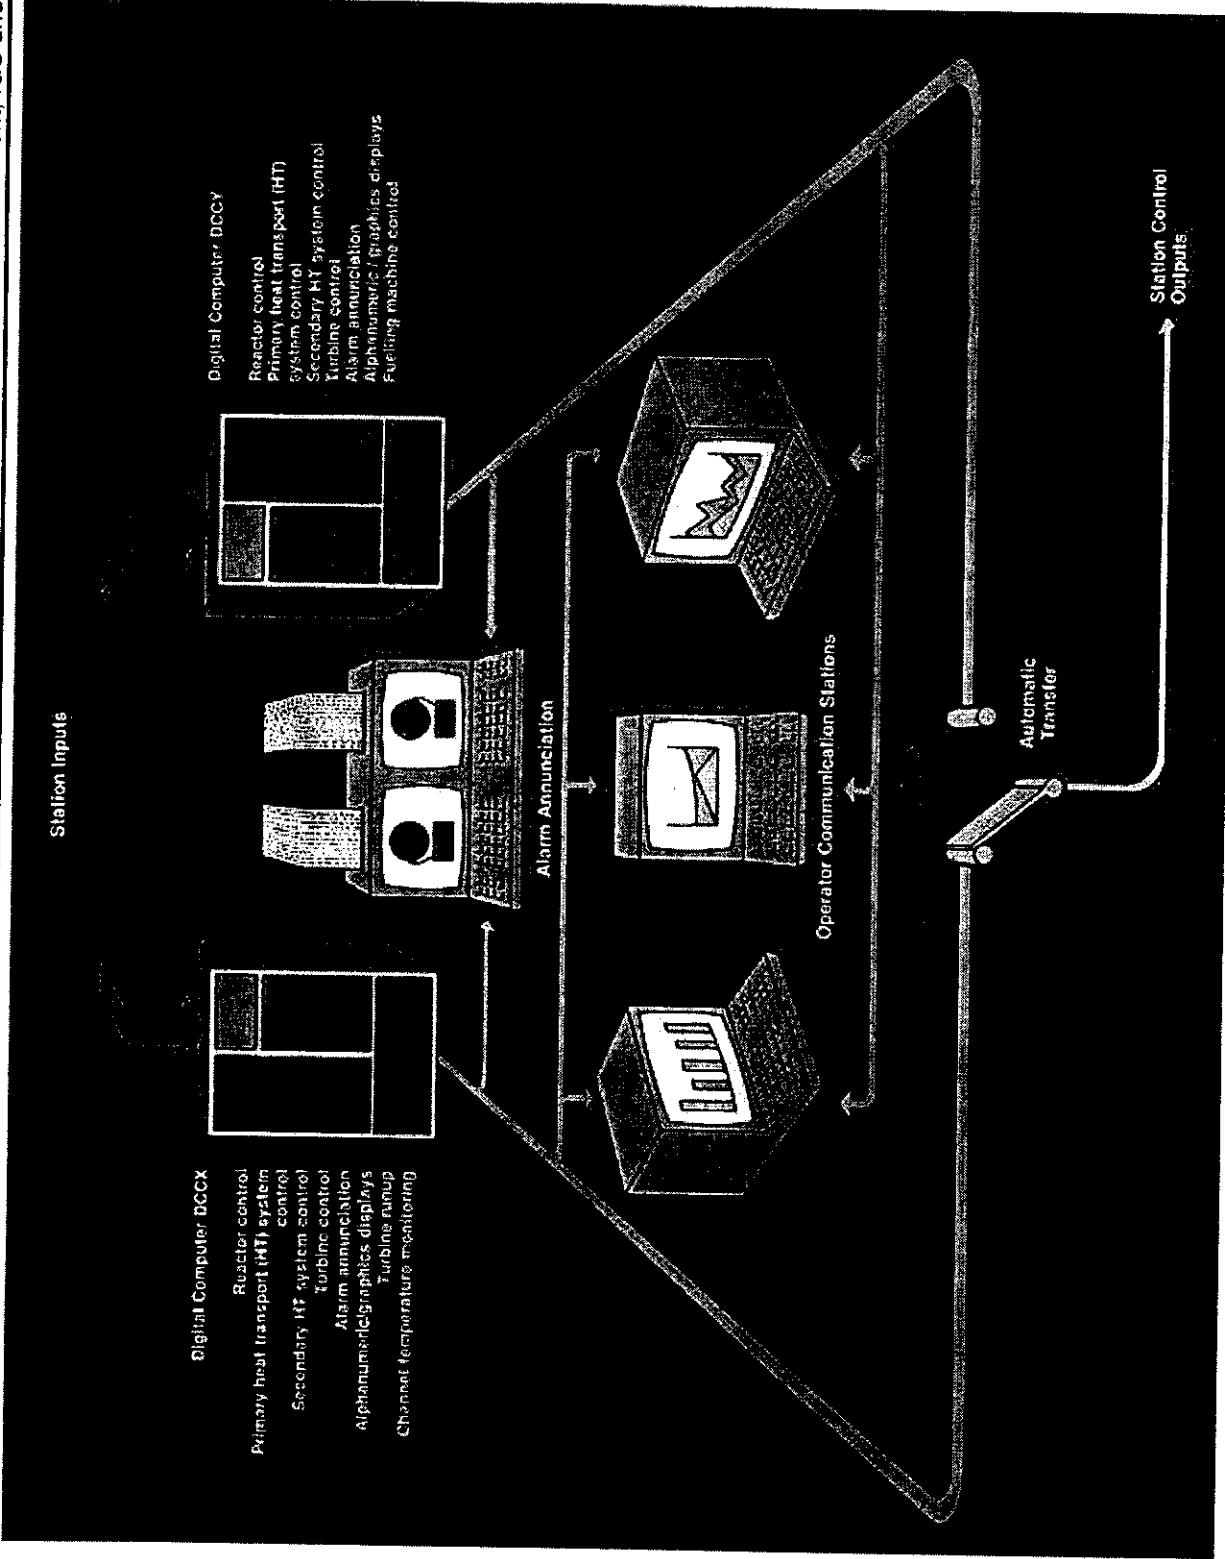 Station Inputs
Digital Computer DCCX
Reactor control
Primary heat transport (HT) system
control
Secondary HT system control
Turbine control
Alarm annunciation
Alphanumeric/graphics displays
Turbine runup
Channel temperature monitoring
Digital Computer DCCY
Reactor control
Primary heat transport (HT)
system control
Secondary HT system control
Turbine control
Alarm annunciation
Alphanumeric / graphics displays
Fuelling machine control
Alarm Annunciation
Operator Communication Stations
Automatic
Transfer
Station Control
Outputs